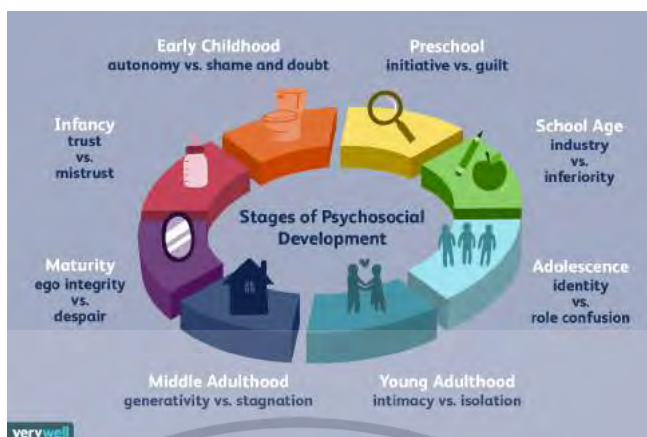 Early Childhood
autonomy vs. shame and doubt
Preschool
initiative vs. guilt
Infancy
trust
vs.
mistrust
School Age
industry
vs.
inferiority
Stages of Psychosocial
Development
Maturity
ego integrity
vs.
despair
Adolescence
identity
vs.
role confusion
Middle Adulthood
generativity vs. stagnation
Young Adulthood
intimacy vs. isolation
verywell